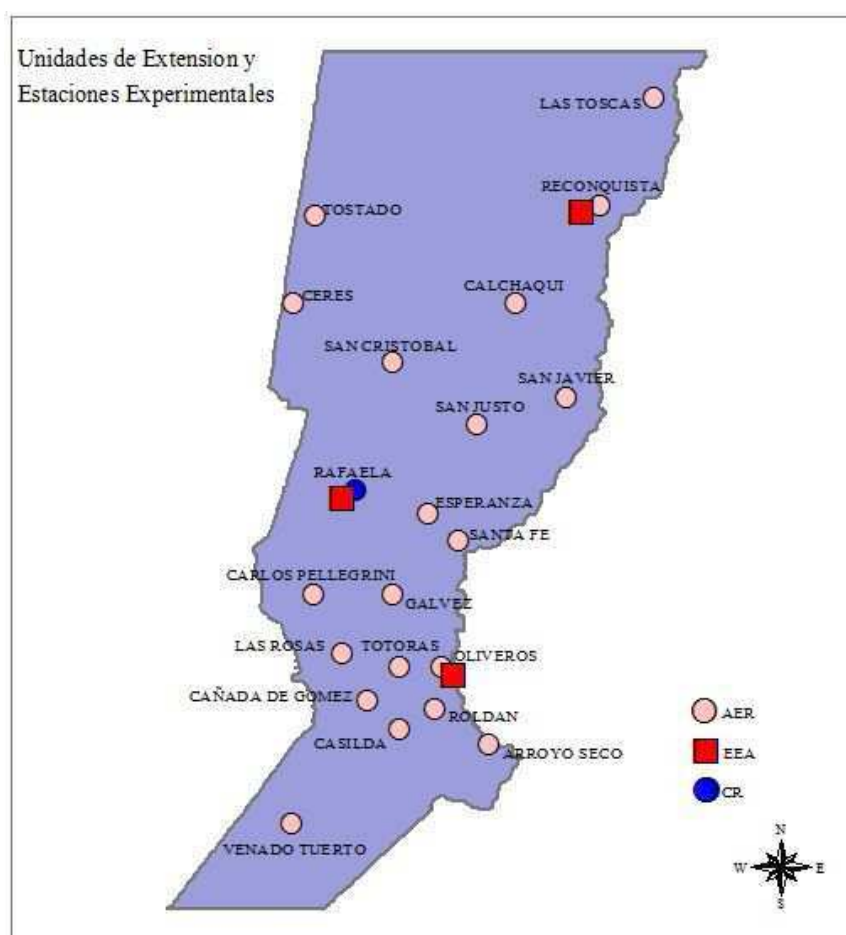 Unidades de Extension y
Estaciones Experimentales
LAS TOSCAS
RECONQUISTA
TOSTADO
CERES
CALCHAQUI
SAN CRISTOBAL
SAN JAVIER
SAN JUSTO
RAFAELA
ESPERANZA
SANTA FE
CARLOS PELLEGRINI
GALVEZ
LAS ROSAS
TOTORAS
OLIVEROS
CAÑADA DE GOMEZ
ROLDAN
CASILDA
ARROYO SECO
VENADO TUERTO
AER
EEA
CR
N
W
E
S